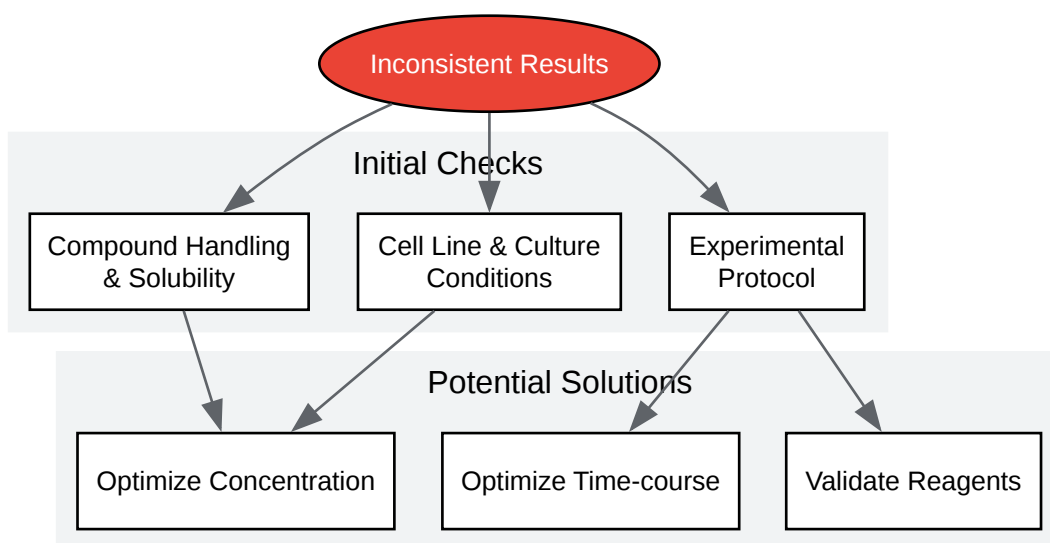 Inconsistent Results
Initial Checks
Compound Handling
& Solubility
Cell Line & Culture
Conditions
Experimental
Protocol
Potential Solutions
Optimize Concentration
Optimize Time-course
Validate Reagents